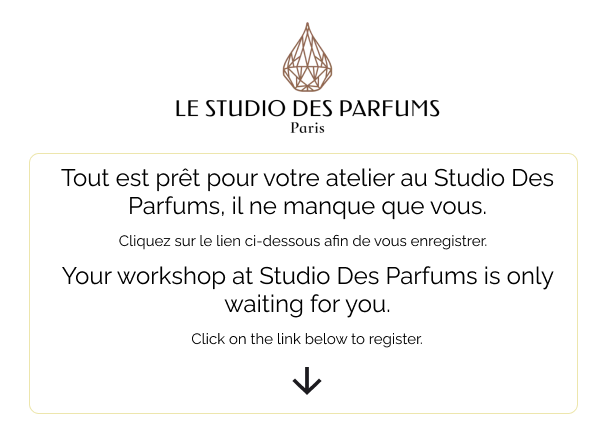 LE STUDIO DES PARFUMS
Paris
Tout est prêt pour votre atelier au Studio Des
Parfums, il ne manque que vous.
Cliquez sur le lien ci-dessous afin de vous enregistrer.
Your workshop at Studio Des Parfums is only
waiting for you.
Click on the link below to register.